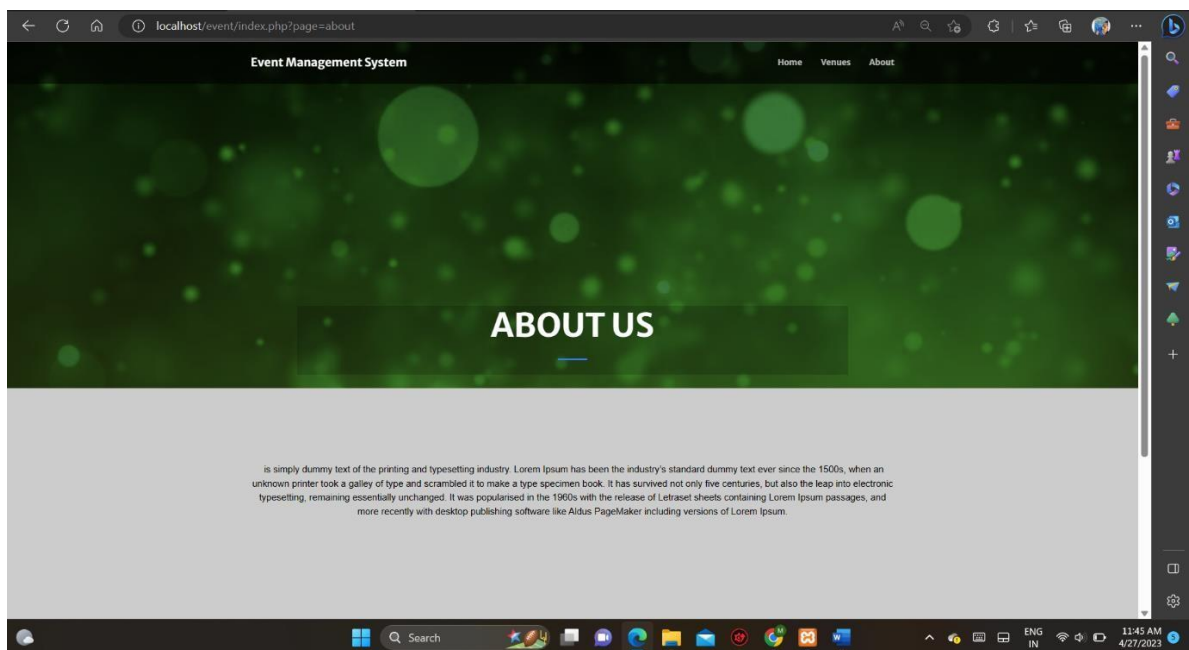 localhost/event/index.php?page=about
Event Management System
Home Venues About
ABOUT US
is simply dummy text of the printing and typesetting industry. Lorem Ipsum has been the industry's standard dummy text ever since the 1500s, when an
unknown printer took a galley of type and scrambled it to make a type specimen book. It has survived not only five centuries, but also the leap into electronic
typesetting, remaining essentially unchanged. It was popularised in the 1960s with the release of Letraset sheets containing Lorem Ipsum passages, and
more recently with desktop publishing software like Aldus PageMaker including versions of Lorem Ipsum.
Search
ENG
IN
11:45 AM
4/27/2023
5